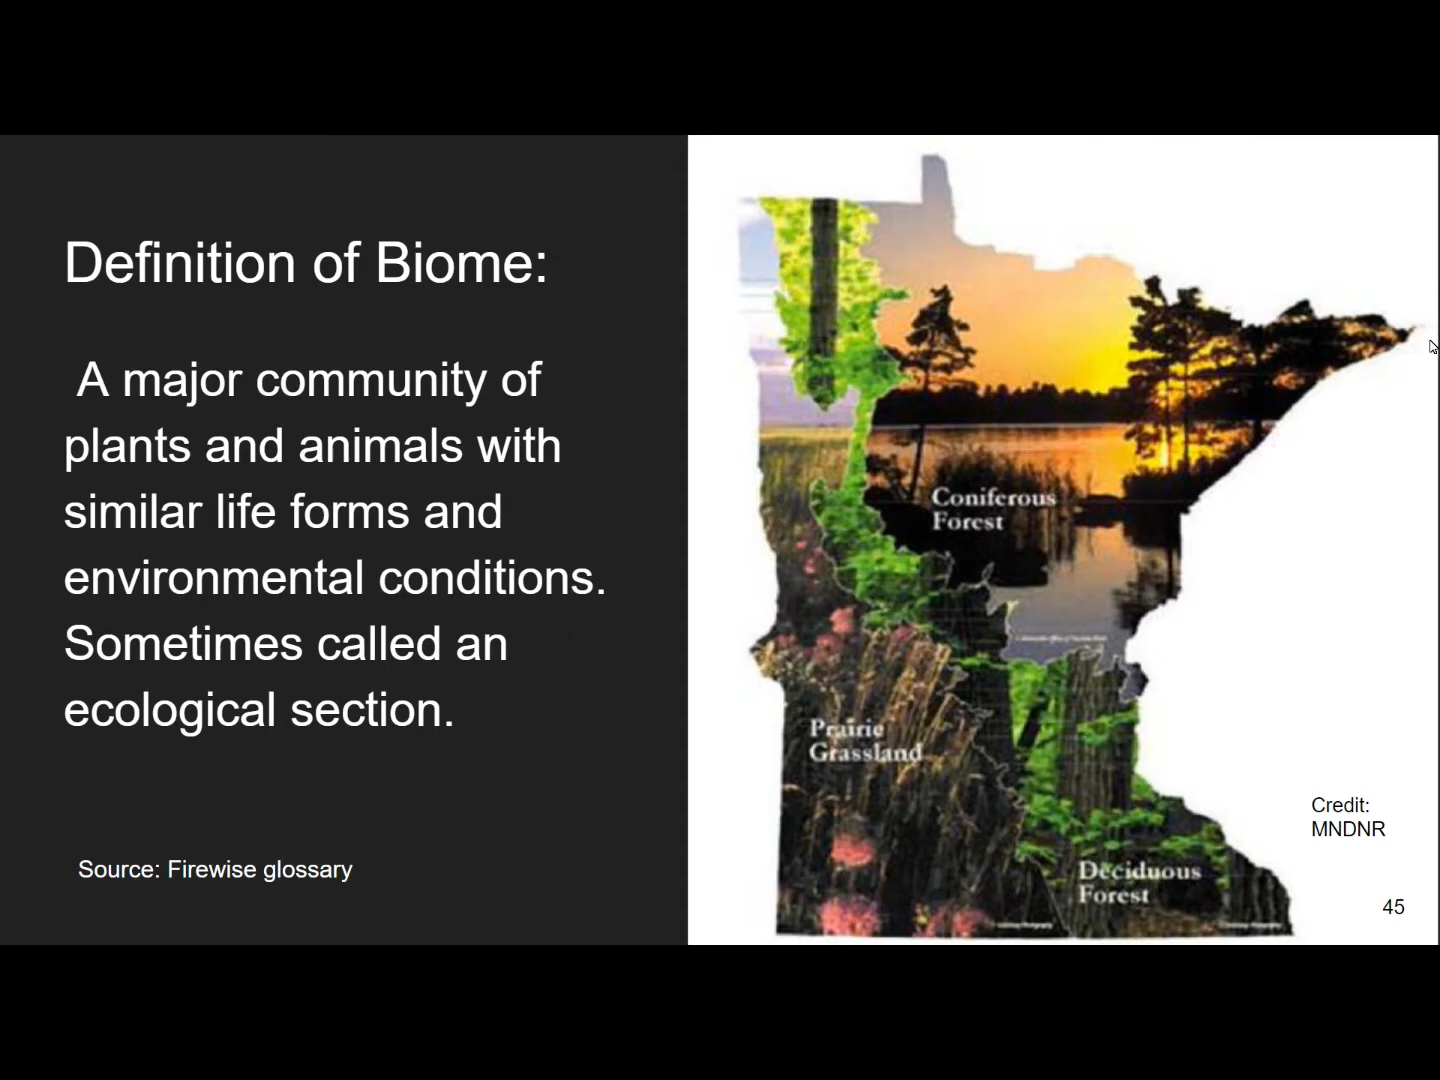 Definition of Biome:
A major community of
plants and animals with
similar life forms and
environmental conditions.
Sometimes called an
ecological section.
Source: Firewise glossary
Coniferous
Forest
Prairie
Grassland
Deciduous
Forest
Credit:
MNDNR
45